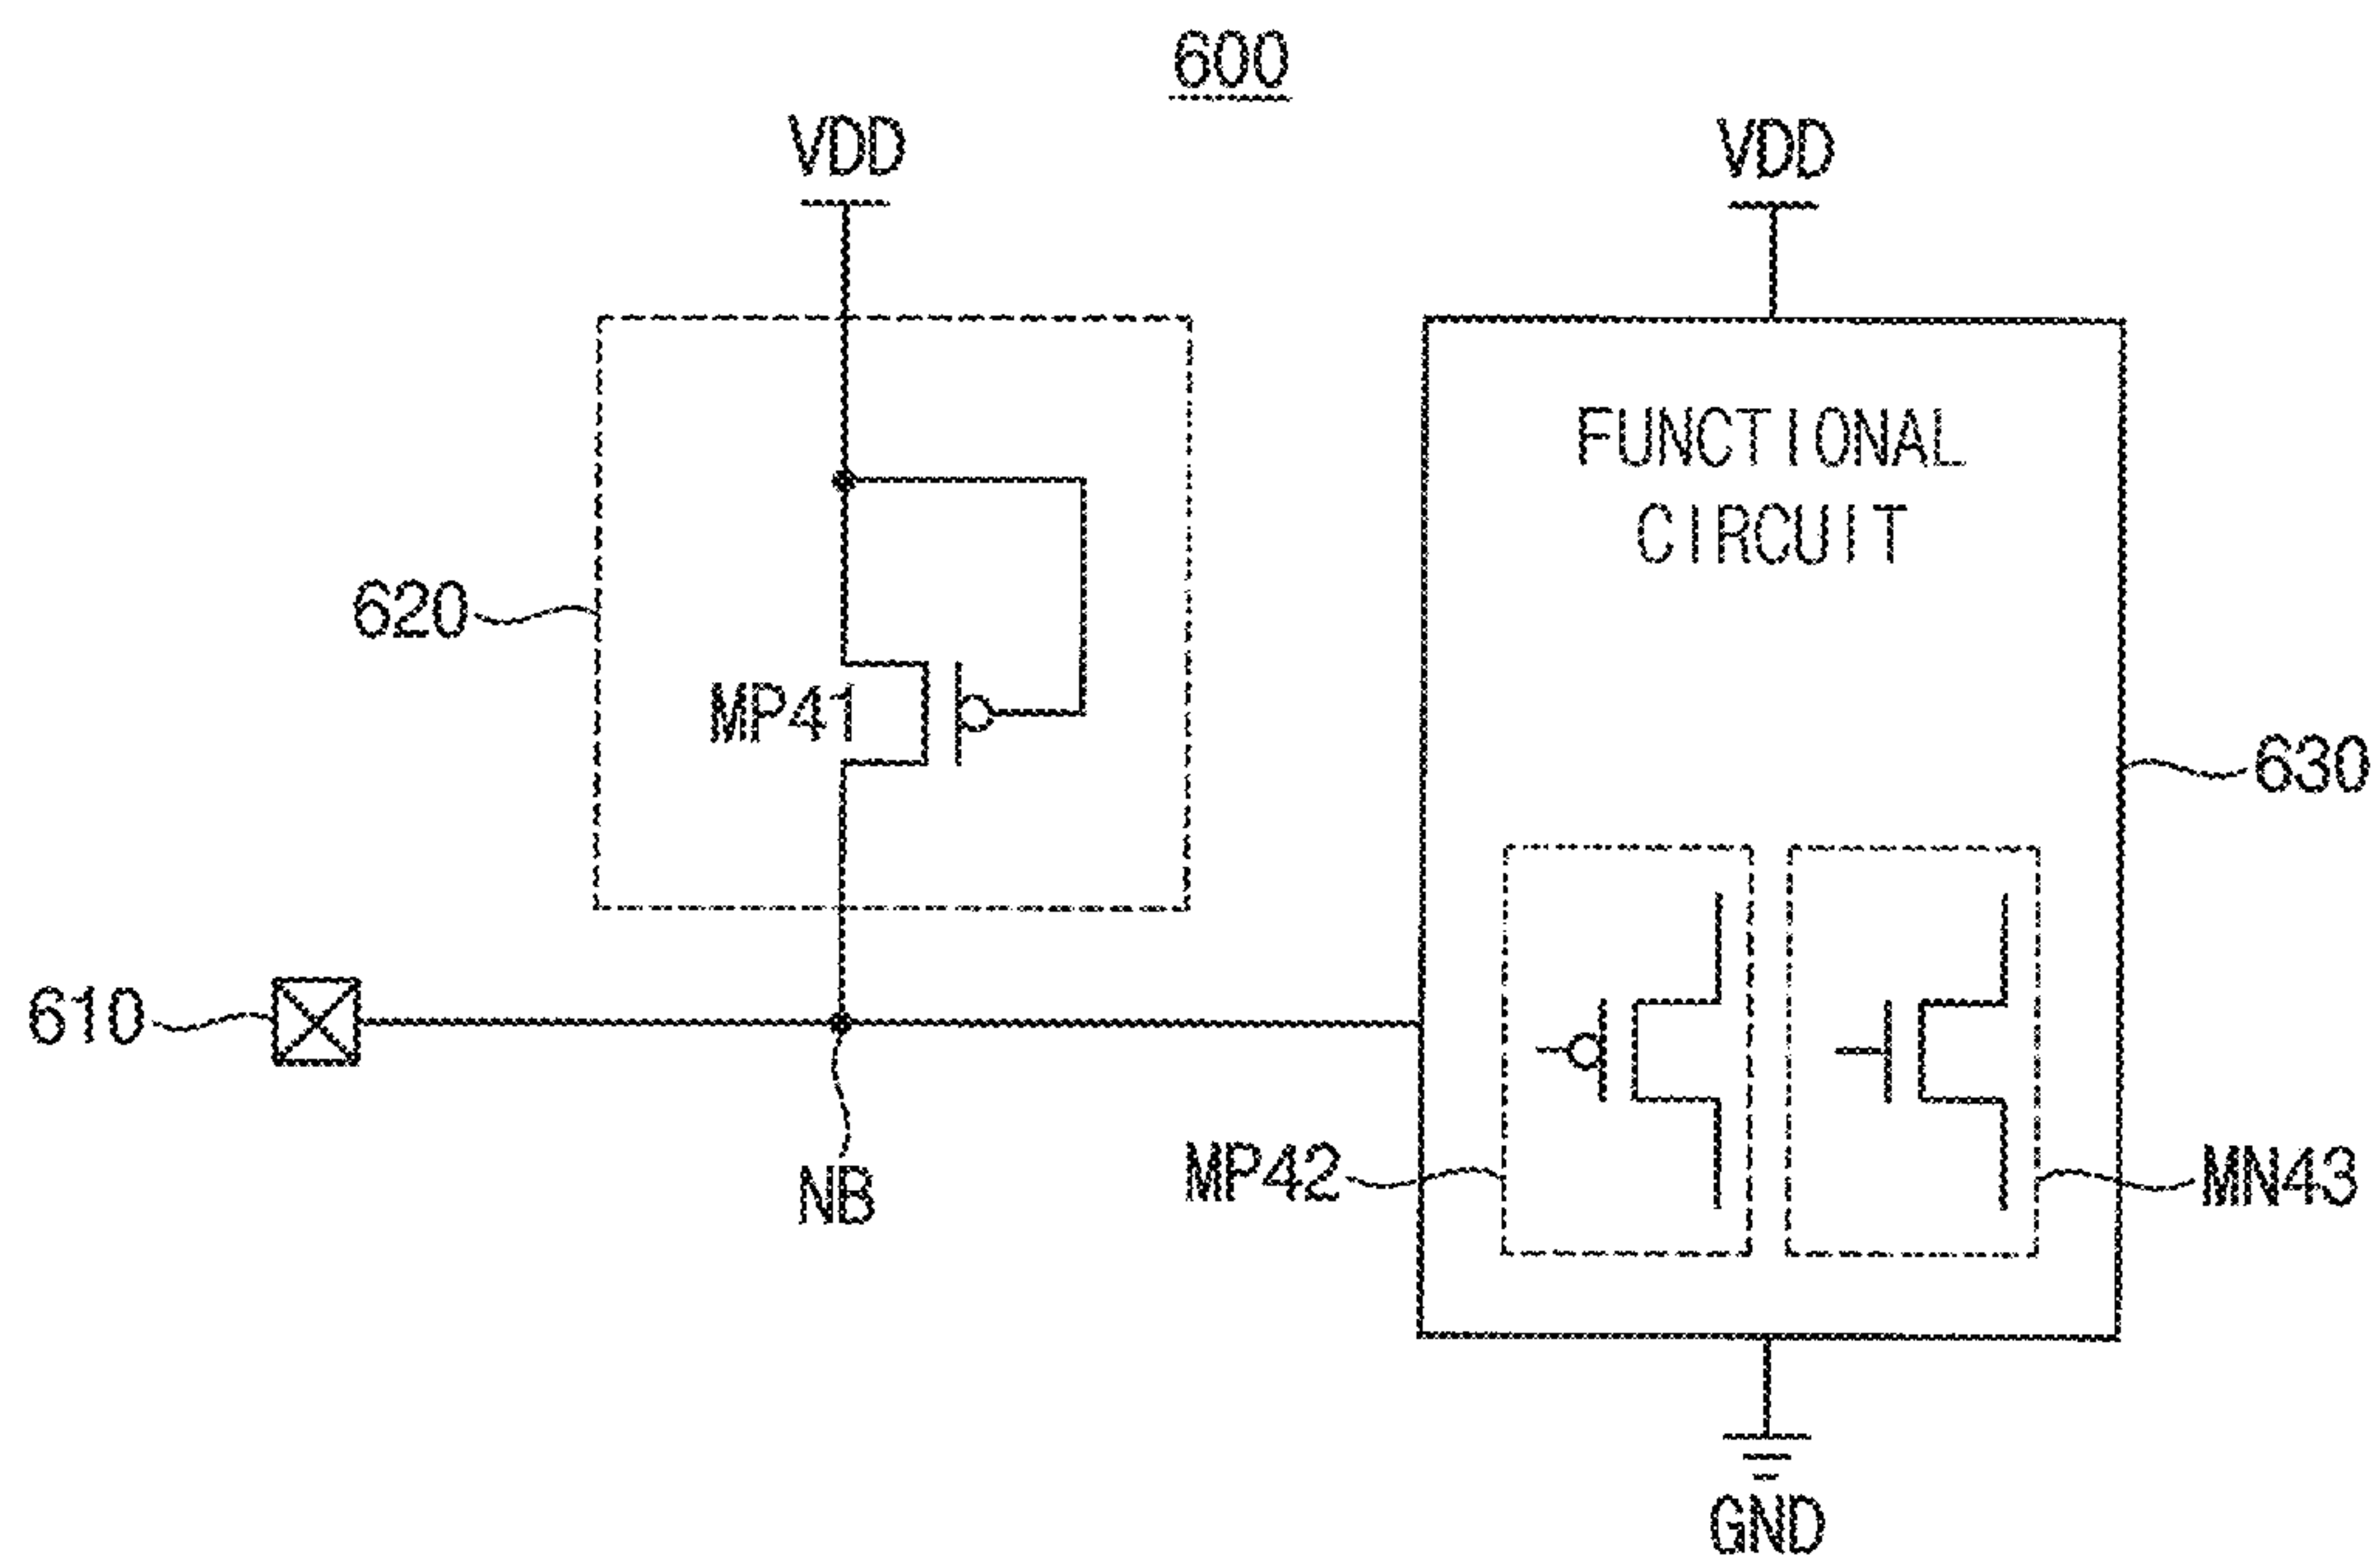 600
VDD
VDD
FUNCTIONAL
CIRCUIT
620
MP41
630
610
NB
MP42
MN43
GND